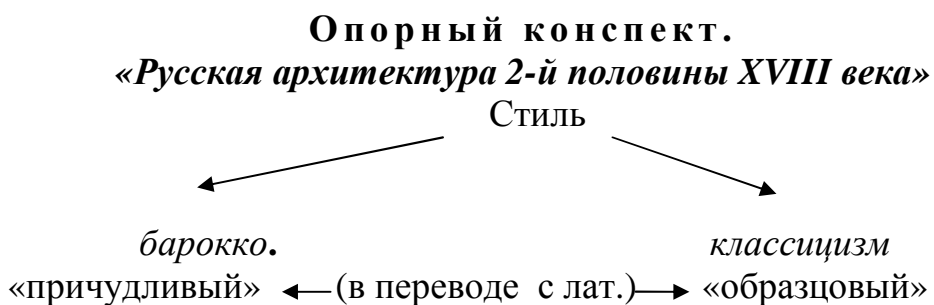 Опорный конспект.
«Русская архитектура 2-й половины XVIII века»
Стиль
барокко. классицизм
«причудливый» (в переводе с лат.) «образцовый»